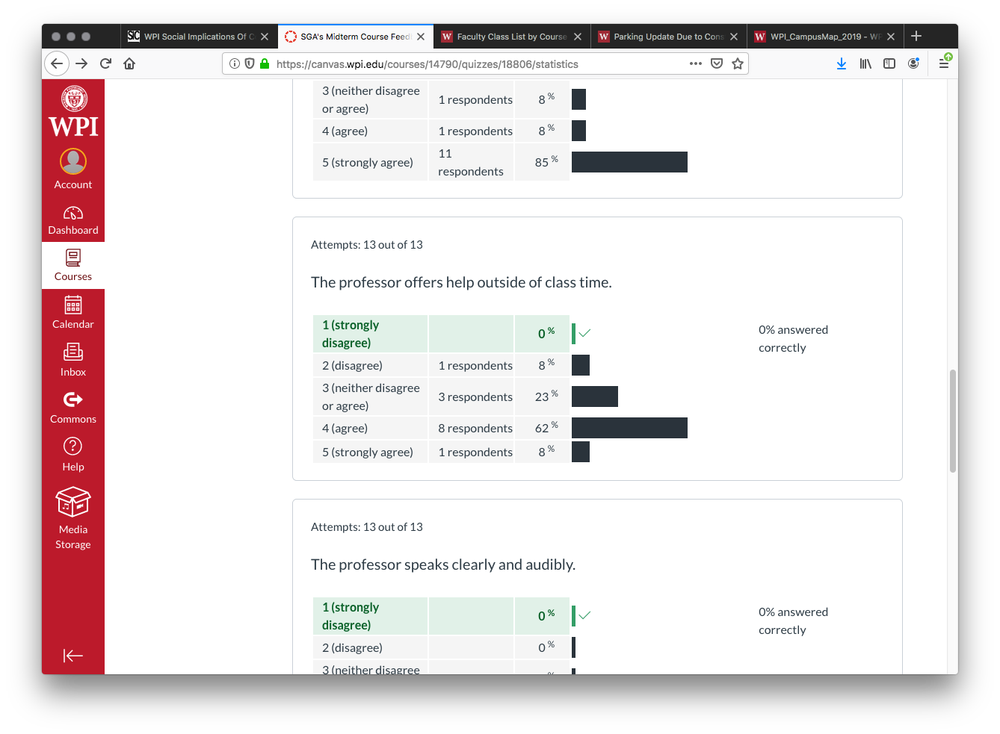 WPI Social Implications Of C
SGA's Midterm Course Feed
Faculty Class List by Course
Parking Update Due to Cons
WPI_CampusMap_2019 - WP
https://canvas.wpi.edu/courses/14790/quizzes/18806/statistics
WPI
Account
Dashboard
Courses
Calendar
Inbox
Commons
Help
Media
Storage
3 (neither disagree
or agree)
1 respondents
8 %
4 (agree)
1 respondents
8 %
5 (strongly agree)
11
respondents
85 %
Attempts: 13 out of 13
The professor offers help outside of class time.
1 (strongly
disagree)
0 %
0% answered
correctly
2 (disagree)
1 respondents
8 %
3 (neither disagree
or agree)
3 respondents
23 %
4 (agree)
8 respondents
62 %
5 (strongly agree)
1 respondents
8 %
Attempts: 13 out of 13
The professor speaks clearly and audibly.
1 (strongly
disagree)
0 %
0% answered
correctly
2 (disagree)
0 %
3 (neither disagree
%